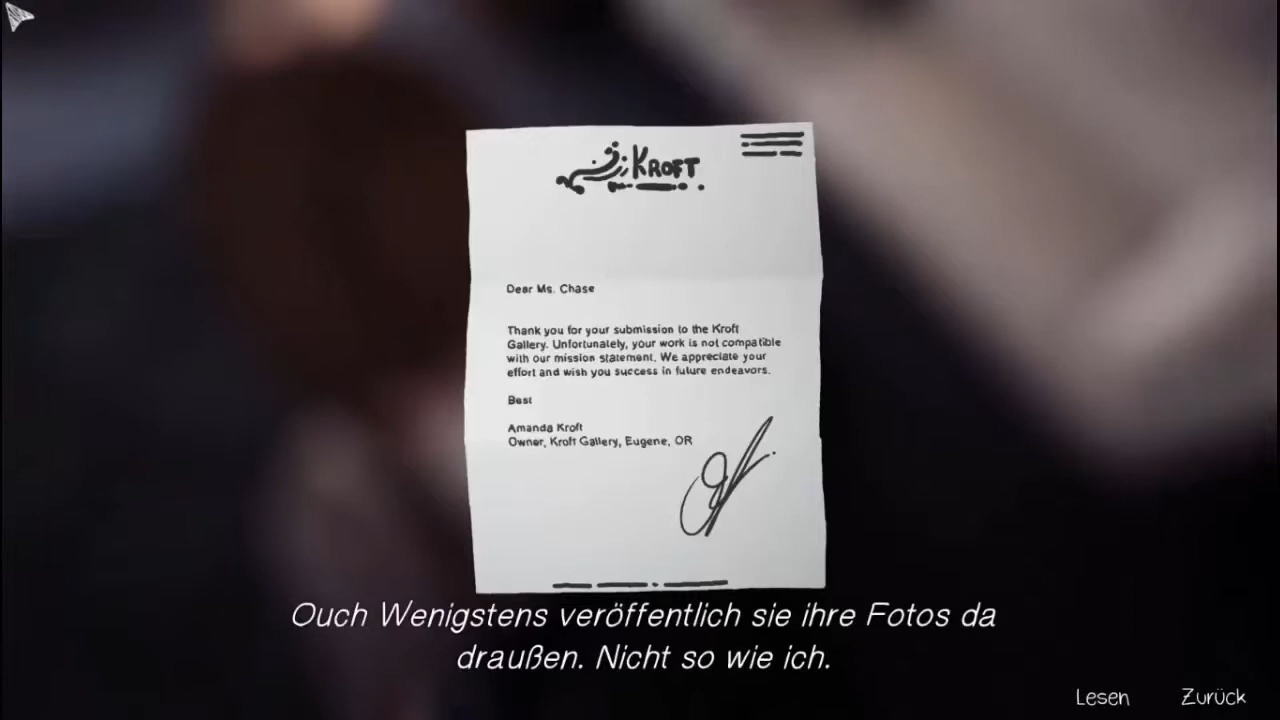 KROFT
Dear Ms. Chase
Thank you for your submission to the Kroft
Gallery. Unfortunately, your work is not compatible
with our mission statement. We appreciate your
effort and wish you success in future endeavors.
Best
Amanda Kroft
Owner, Kroft Gallery, Eugene, OR
Ouch Wenigstens veröffentlich sie ihre Fotos da
draußen. Nicht so wie ich.
Lesen Zurück